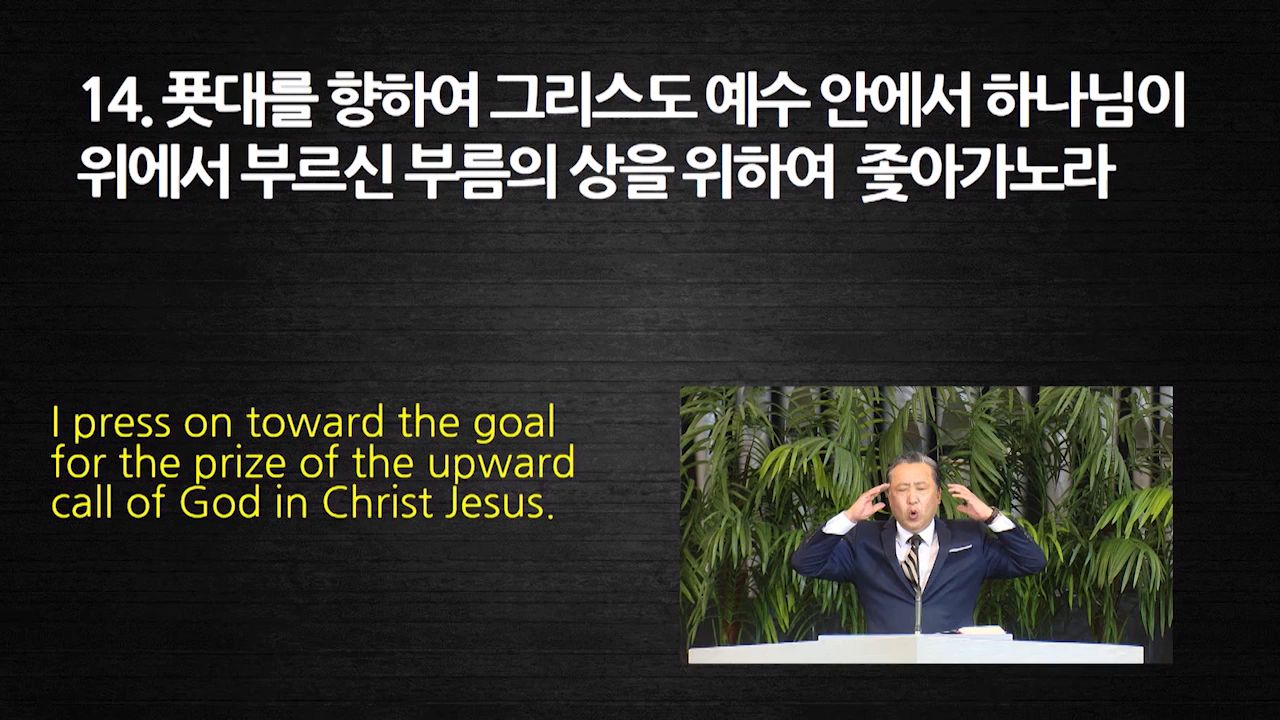 14. 푯대를 향하여 그리스도 예수 안에서 하나님이
위에서 부르신 부름의 상을 위하여 좇아가노라
I press on toward the goal
for the prize of the upward
call of God in Christ Jesus.